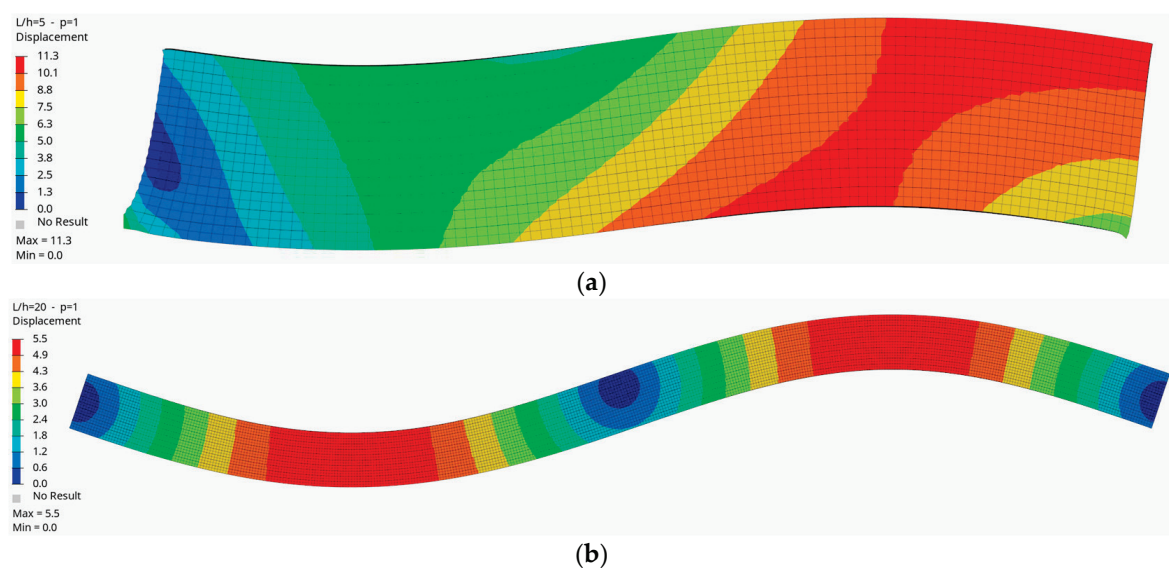 L/h=5 - p=1
Displacement
11.3
10.1
8.8
7.5
6.3
5.0
3.8
2.5
1.3
0.0
No Result
Max = 11.3
Min = 0.0
(a)
L/h=20 - p=1
Displacement
5.5
4.9
4.3
3.6
3.0
2.4
1.8
1.2
0.6
0.0
No Result
Max = 5.5
Min = 0.0
(b)